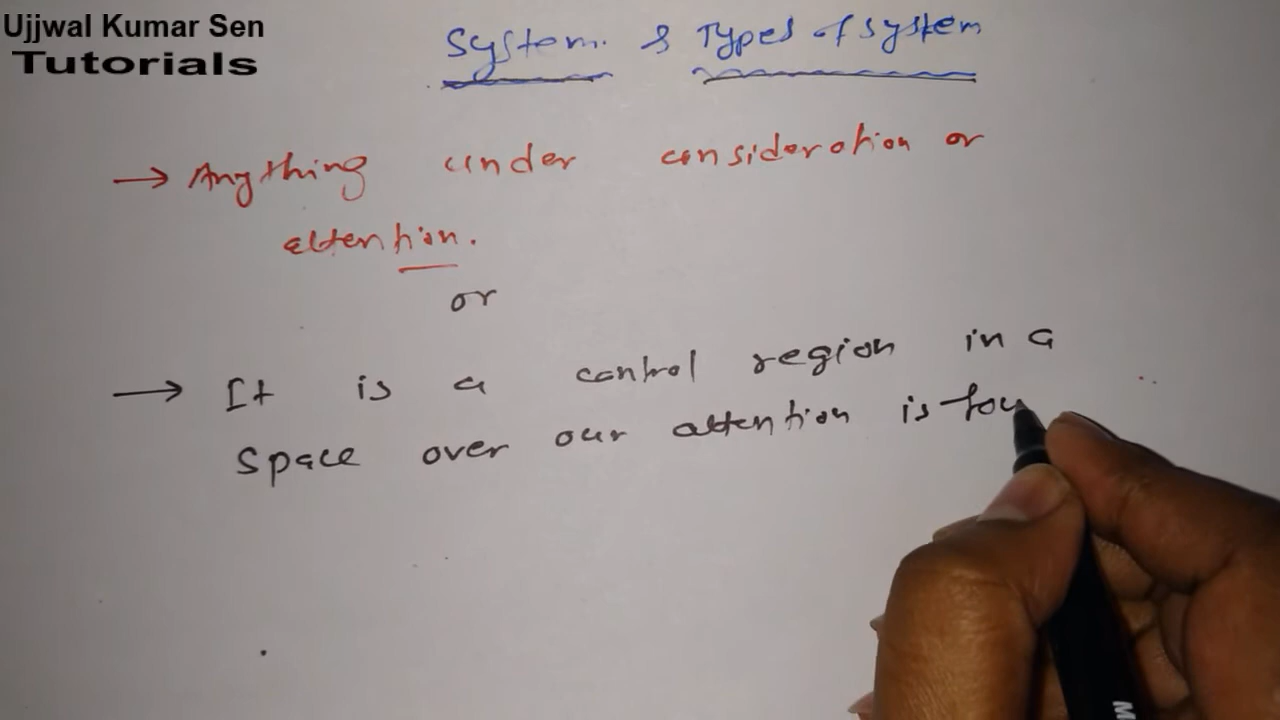 Ujjwal Kumar Sen
Tutorials
System. & Types of system
→ Anything under consideration or
attention.
or
→ It is a control region in a
space over our attention is fou
M